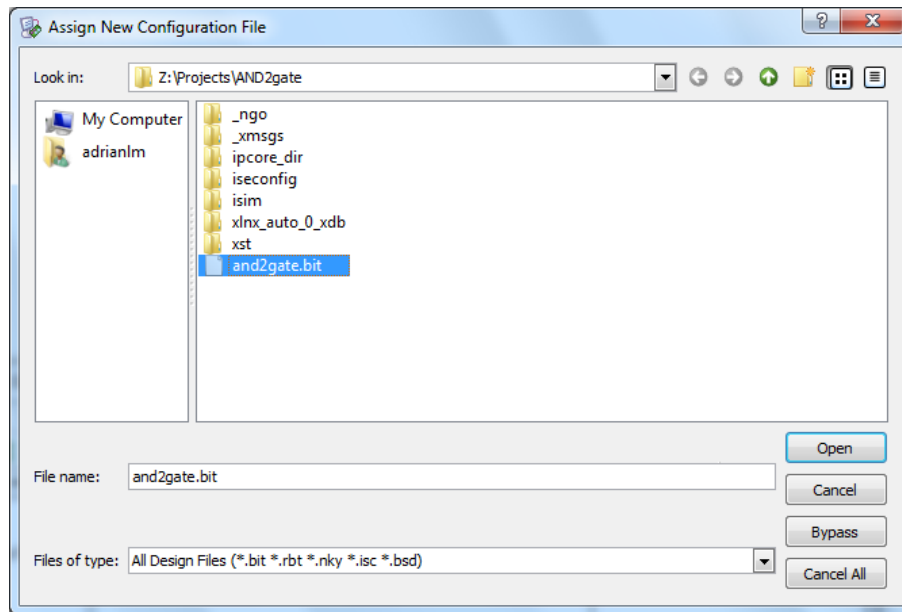 Assign New Configuration File
?
Look in:
Z:\Projects\AND2gate
My Computer
adrianlm
_ngo
_xmsgs
ipcore_dir
iseconfig
isim
xlnx_auto_0_xdb
xst
and2gate.bit
Open
File name:
and2gate.bit
Cancel
Bypass
Files of type:
All Design Files (*.bit *.rbt *.nky *.isc *.bsd)
Cancel All